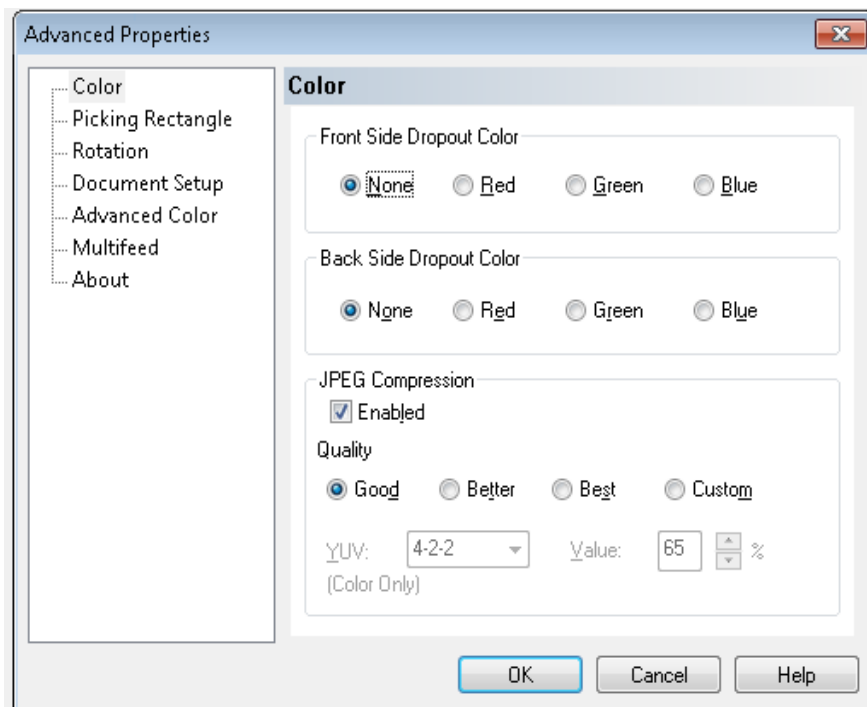 Advanced Properties
Color
Picking Rectangle
Rotation
Document Setup
Advanced Color
Multifeed
About
Color
Front Side Dropout Color
None Red Green Blue
Back Side Dropout Color
None Red Green Blue
JPEG Compression
Enabled
Quality
Good Better Best Custom
YUV: 4-2-2 Value: 65 %
(Color Only)
OK Cancel Help